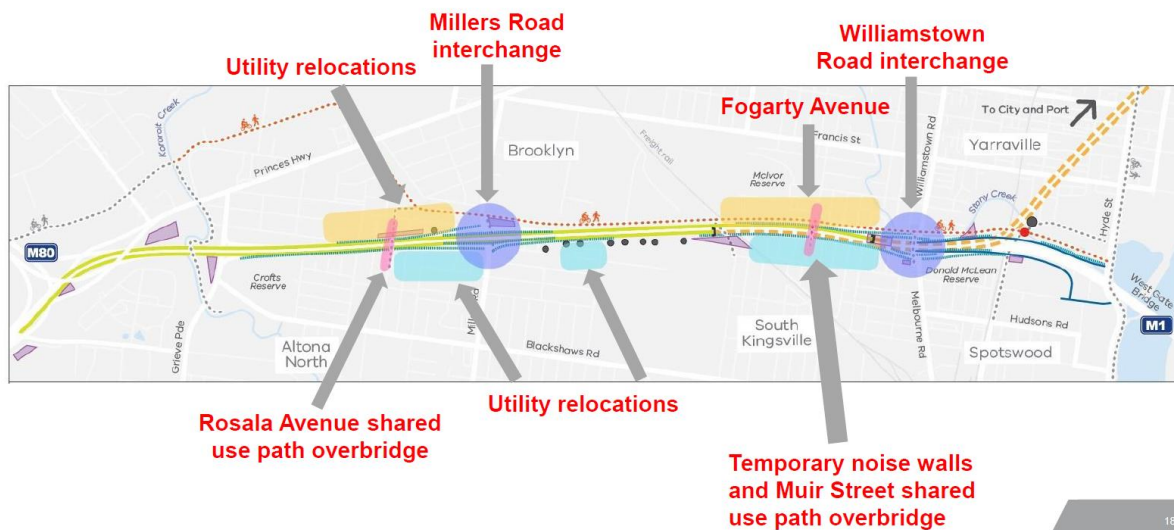 Millers Road
interchange
Williamstown
Road interchange
Utility relocations
Fogarty Avenue
To City and Port
Kororoit Creek
Princes Hwy
Brooklyn
Freight rail
Francis St
Williamstown Rd
Yarraville
McIvor
Reserve
Stony Creek
Hyde St
M80
Crofts
Reserve
Donald McLean
Reserve
West Gate
Bridge
Grieve Pde
Altona
North
Blackshaws Rd
South
Kingsville
Melbourne Rd
Hudsons Rd
Spotswood
M1
Utility relocations
Rosala Avenue shared
use path overbridge
Temporary noise walls
and Muir Street shared
use path overbridge